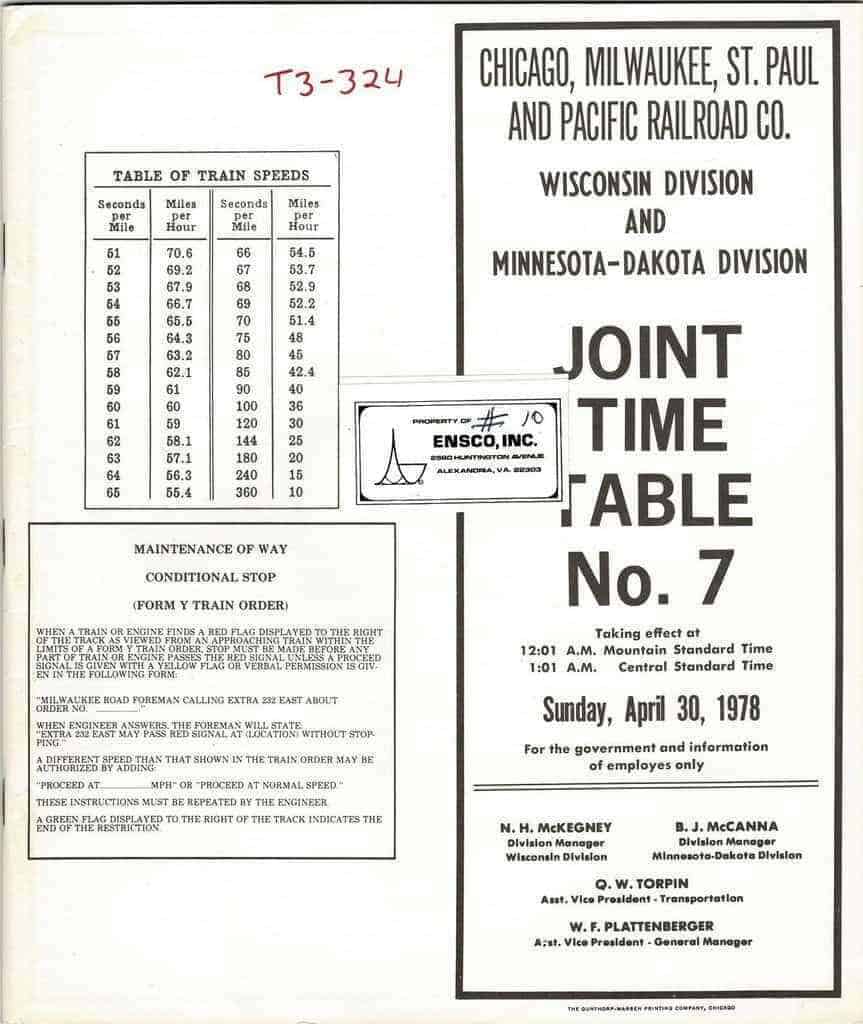 T3-324
TABLE OF TRAIN SPEEDS
Seconds per Mile Miles per Hour Seconds per Mile Miles per Hour
51 70.6 66 54.5
52 69.2 67 53.7
53 67.9 68 52.9
54 66.7 69 52.2
55 65.5 70 51.4
56 64.3 75 48
57 63.2 80 45
58 62.1 85 42.4
59 61 90 40
60 60 100 36
61 59 120 30
62 58.1 144 25
63 57.1 180 20
64 56.3 240 15
65 55.4 360 10
MAINTENANCE OF WAY
CONDITIONAL STOP
(FORM Y TRAIN ORDER)
WHEN A TRAIN OR ENGINE FINDS A RED FLAG DISPLAYED TO THE RIGHT
OF THE TRACK AS VIEWED FROM AN APPROACHING TRAIN WITHIN THE
LIMITS OF A FORM Y TRAIN ORDER, STOP MUST BE MADE BEFORE ANY
PART OF TRAIN OR ENGINE PASSES THE RED SIGNAL UNLESS A PROCEED
SIGNAL IS GIVEN WITH A YELLOW FLAG OR VERBAL PERMISSION IS GIV-
EN IN THE FOLLOWING FORM:
"MILWAUKEE ROAD FOREMAN CALLING EXTRA 232 EAST ABOUT
ORDER NO. ________."
WHEN ENGINEER ANSWERS, THE FOREMAN WILL STATE:
"EXTRA 232 EAST MAY PASS RED SIGNAL AT (LOCATION) WITHOUT STOP-
PING."
A DIFFERENT SPEED THAN THAT SHOWN IN THE TRAIN ORDER MAY BE
AUTHORIZED BY ADDING:
"PROCEED AT________MPH" OR "PROCEED AT NORMAL SPEED."
THESE INSTRUCTIONS MUST BE REPEATED BY THE ENGINEER.
A GREEN FLAG DISPLAYED TO THE RIGHT OF THE TRACK INDICATES THE
END OF THE RESTRICTION.
PROPERTY OF # 10
ENSCO, INC.
2560 HUNTINGTON AVENUE
ALEXANDRIA, VA. 22303
CHICAGO, MILWAUKEE, ST. PAUL
AND PACIFIC RAILROAD CO.
WISCONSIN DIVISION
AND
MINNESOTA-DAKOTA DIVISION
JOINT
TIME
TABLE
No. 7
Taking effect at
12:01 A.M. Mountain Standard Time
1:01 A.M. Central Standard Time
Sunday, April 30, 1978
For the government and information
of employes only
N. H. McKEGNEY
Division Manager
Wisconsin Division
B. J. McCANNA
Division Manager
Minnesota-Dakota Division
Q. W. TORPIN
Asst. Vice President - Transportation
W. F. PLATTENBERGER
Asst. Vice President - General Manager
THE GUNTHORP-WARREN PRINTING COMPANY, CHICAGO